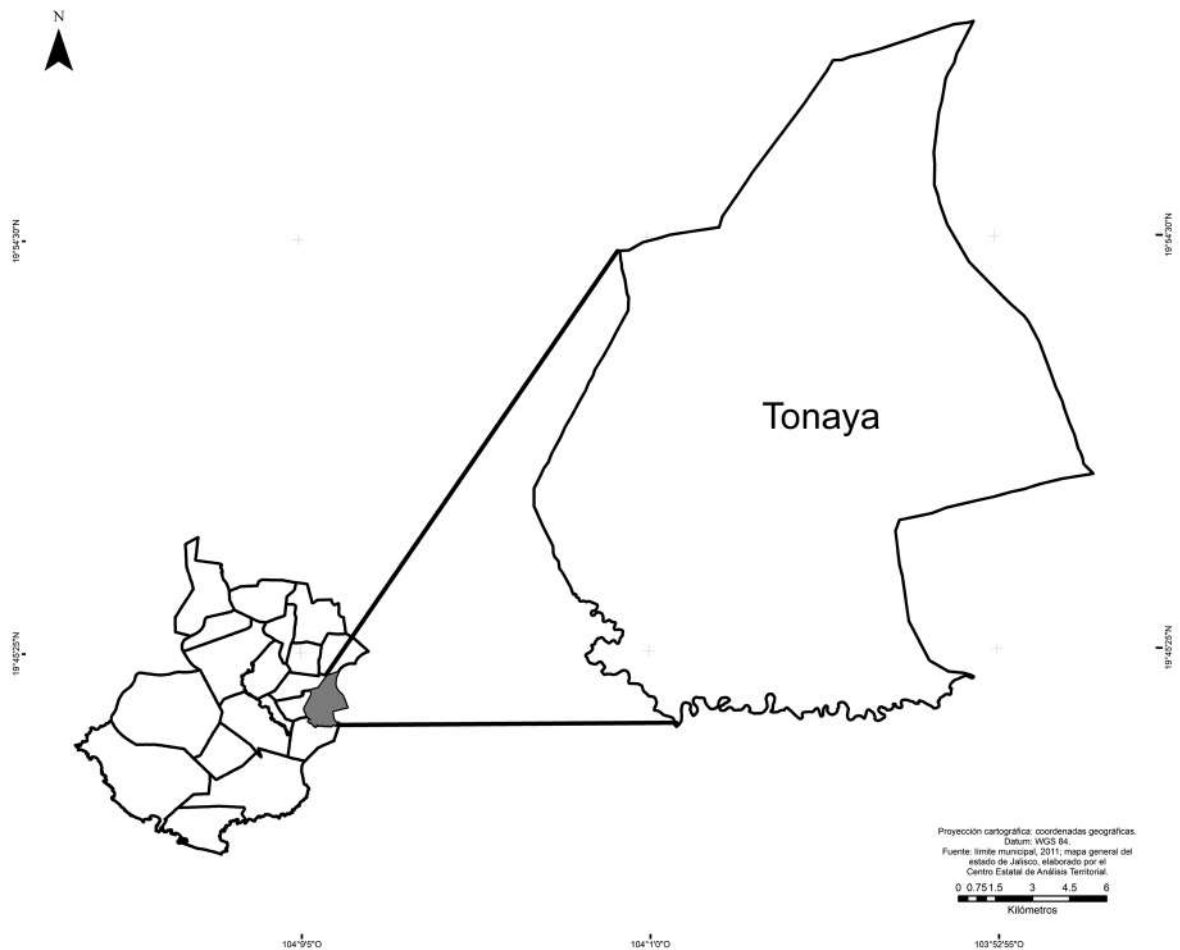 N
19°54'30"N
19°54'30"N
Tonaya
19°45'25"N
19°45'25"N
Proyección cartográfica: coordenadas geográficas.
Datum: WGS 84.
Fuente: límite municipal, 2011; mapa general del
estado de Jalisco, elaborado por el
Centro Estatal de Análisis Territorial.
0 0.75 1.5 3 4.5 6
Kilómetros
104°9'5"O
104°1'0"O
103°52'55"O